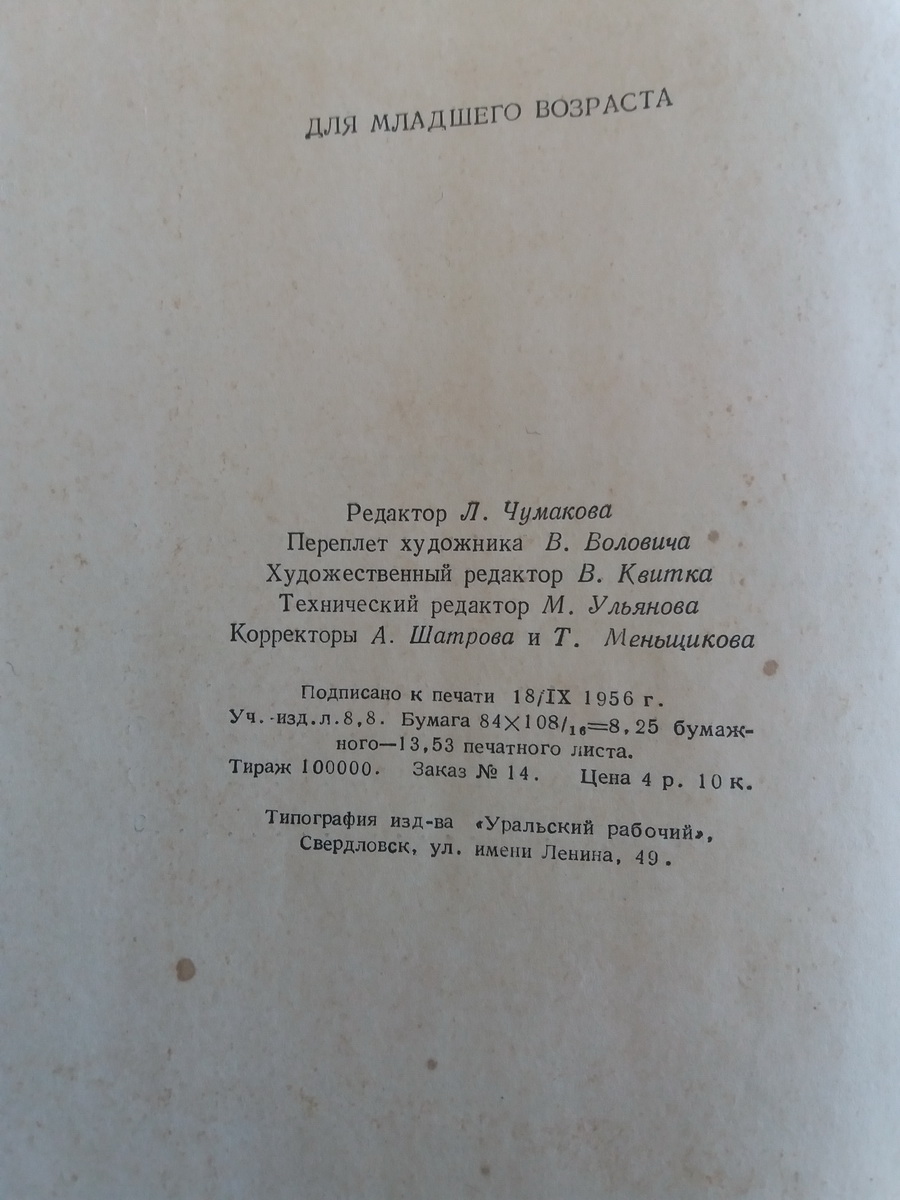 ДЛЯ МЛАДШЕГО ВОЗРАСТА
Редактор Л. Чумакова
Переплет художника В. Воловича
Художественный редактор В. Квитка
Технический редактор М. Ульянова
Корректоры А. Шатрова и Т. Меньщикова
Подписано к печати 18/IX 1956 г.
Уч.-изд.л.8,8. Бумага 84×108/₁₆=8,25 бумаж-
ного—13,53 печатного листа.
Тираж 100000. Заказ № 14. Цена 4 р. 10 к.
Типография изд-ва «Уральский рабочий»,
Свердловск, ул. имени Ленина, 49.